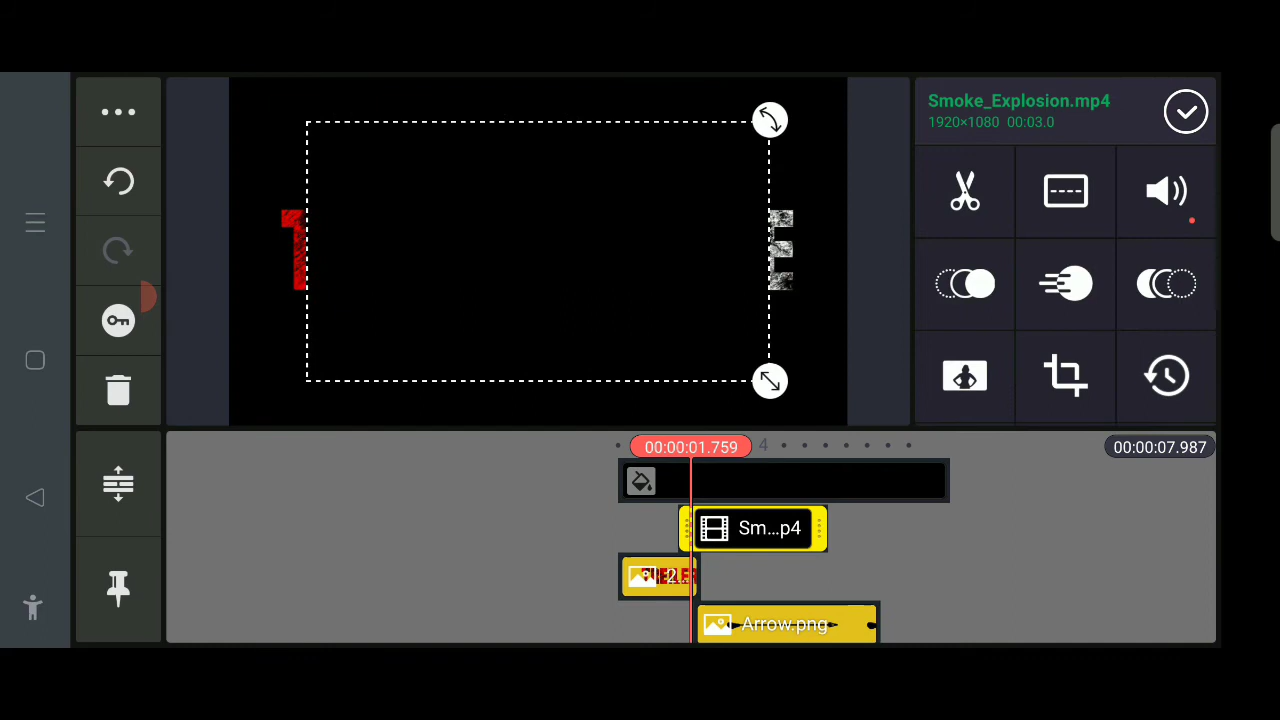 Smoke_Explosion.mp4
1920×1080 00:03.0
T E
00:00:01.759
4
00:00:07.987
Sm...p4
2...
Arrow.png